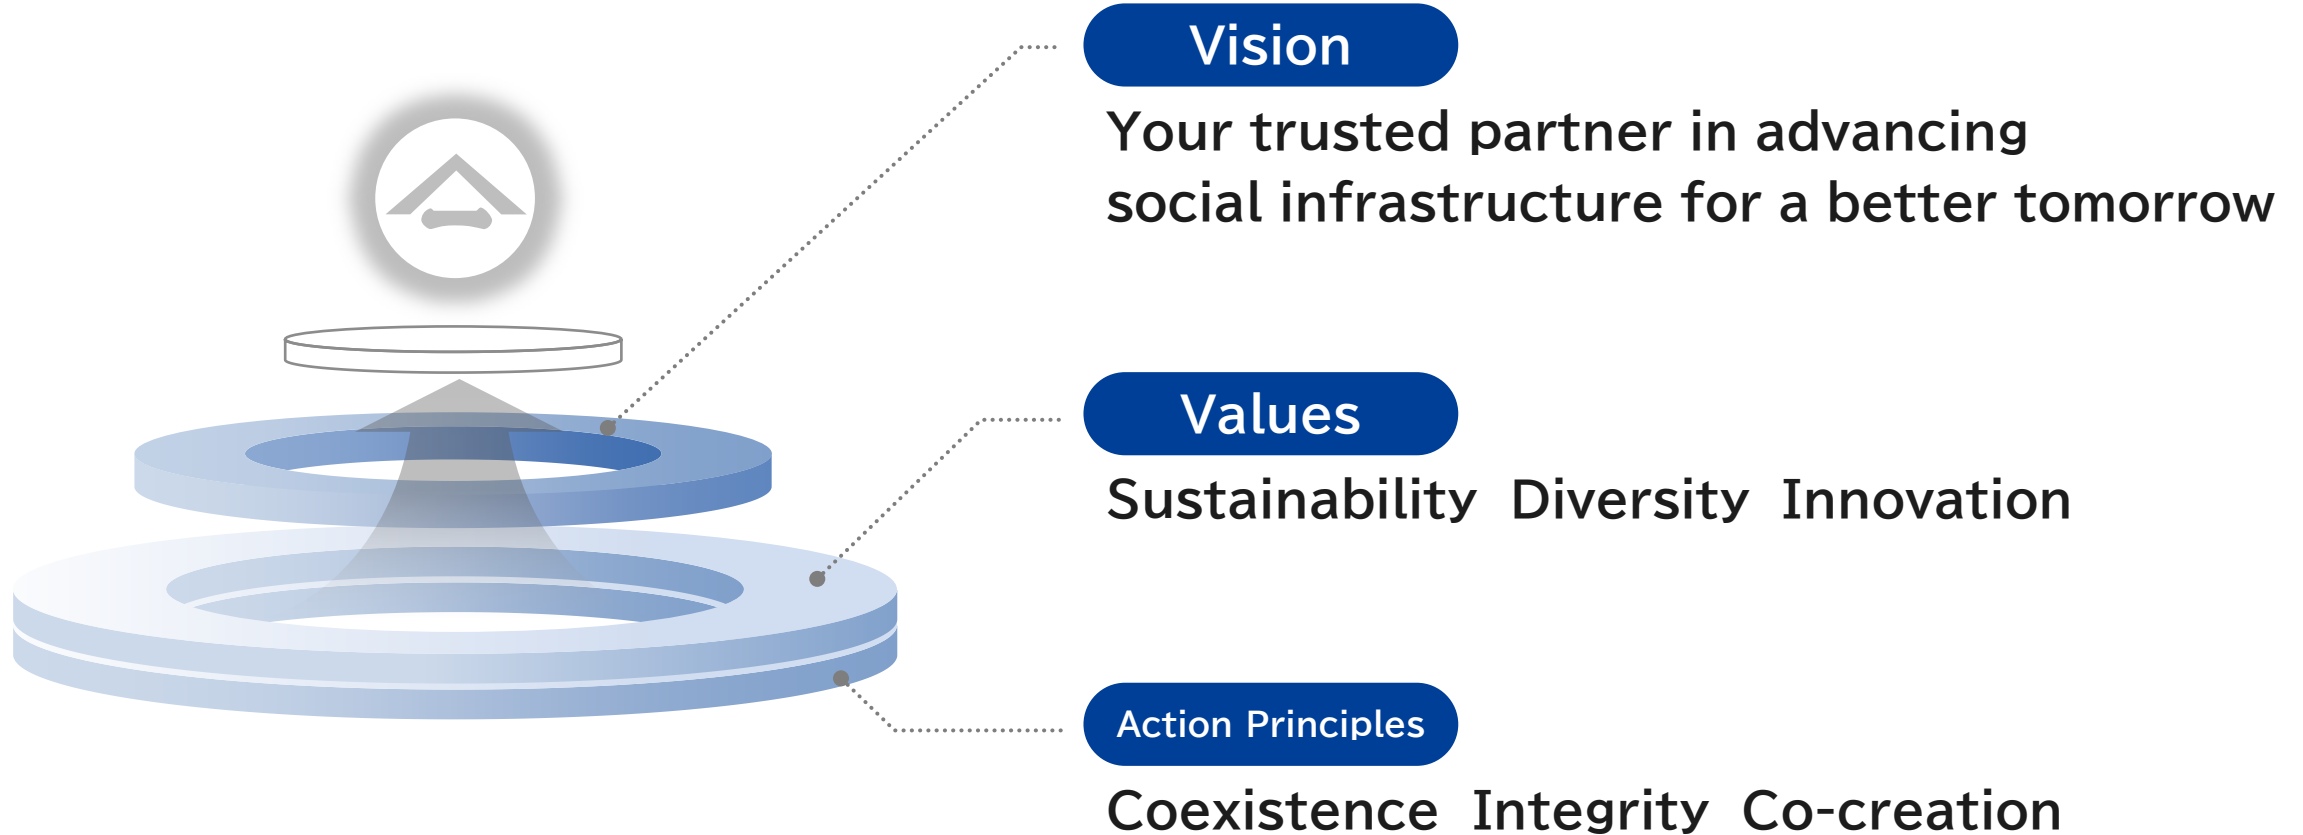 Vision
Your trusted partner in advancing
social infrastructure for a better tomorrow
Values
Sustainability Diversity Innovation
Action Principles
Coexistence Integrity Co-creation